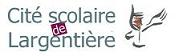 Cité scolaire
de
Largentière